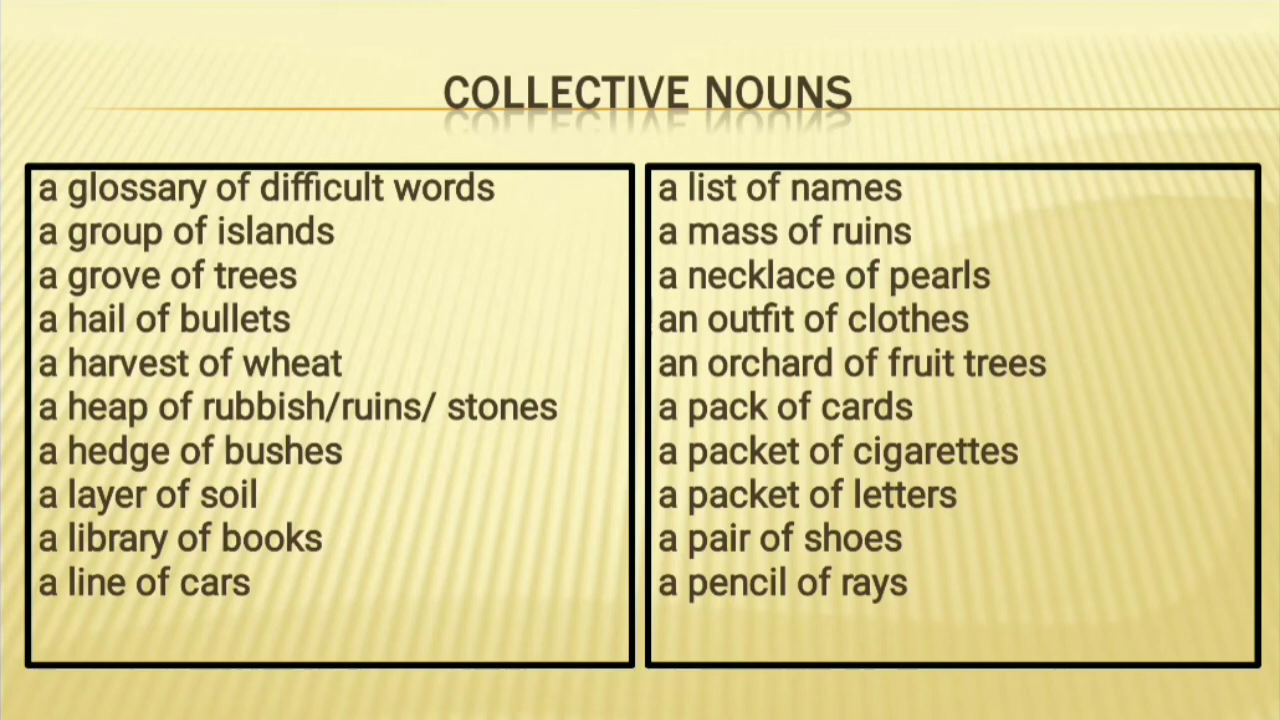 COLLECTIVE NOUNS
a glossary of difficult words
a group of islands
a grove of trees
a hail of bullets
a harvest of wheat
a heap of rubbish/ruins/ stones
a hedge of bushes
a layer of soil
a library of books
a line of cars
a list of names
a mass of ruins
a necklace of pearls
an outfit of clothes
an orchard of fruit trees
a pack of cards
a packet of cigarettes
a packet of letters
a pair of shoes
a pencil of rays